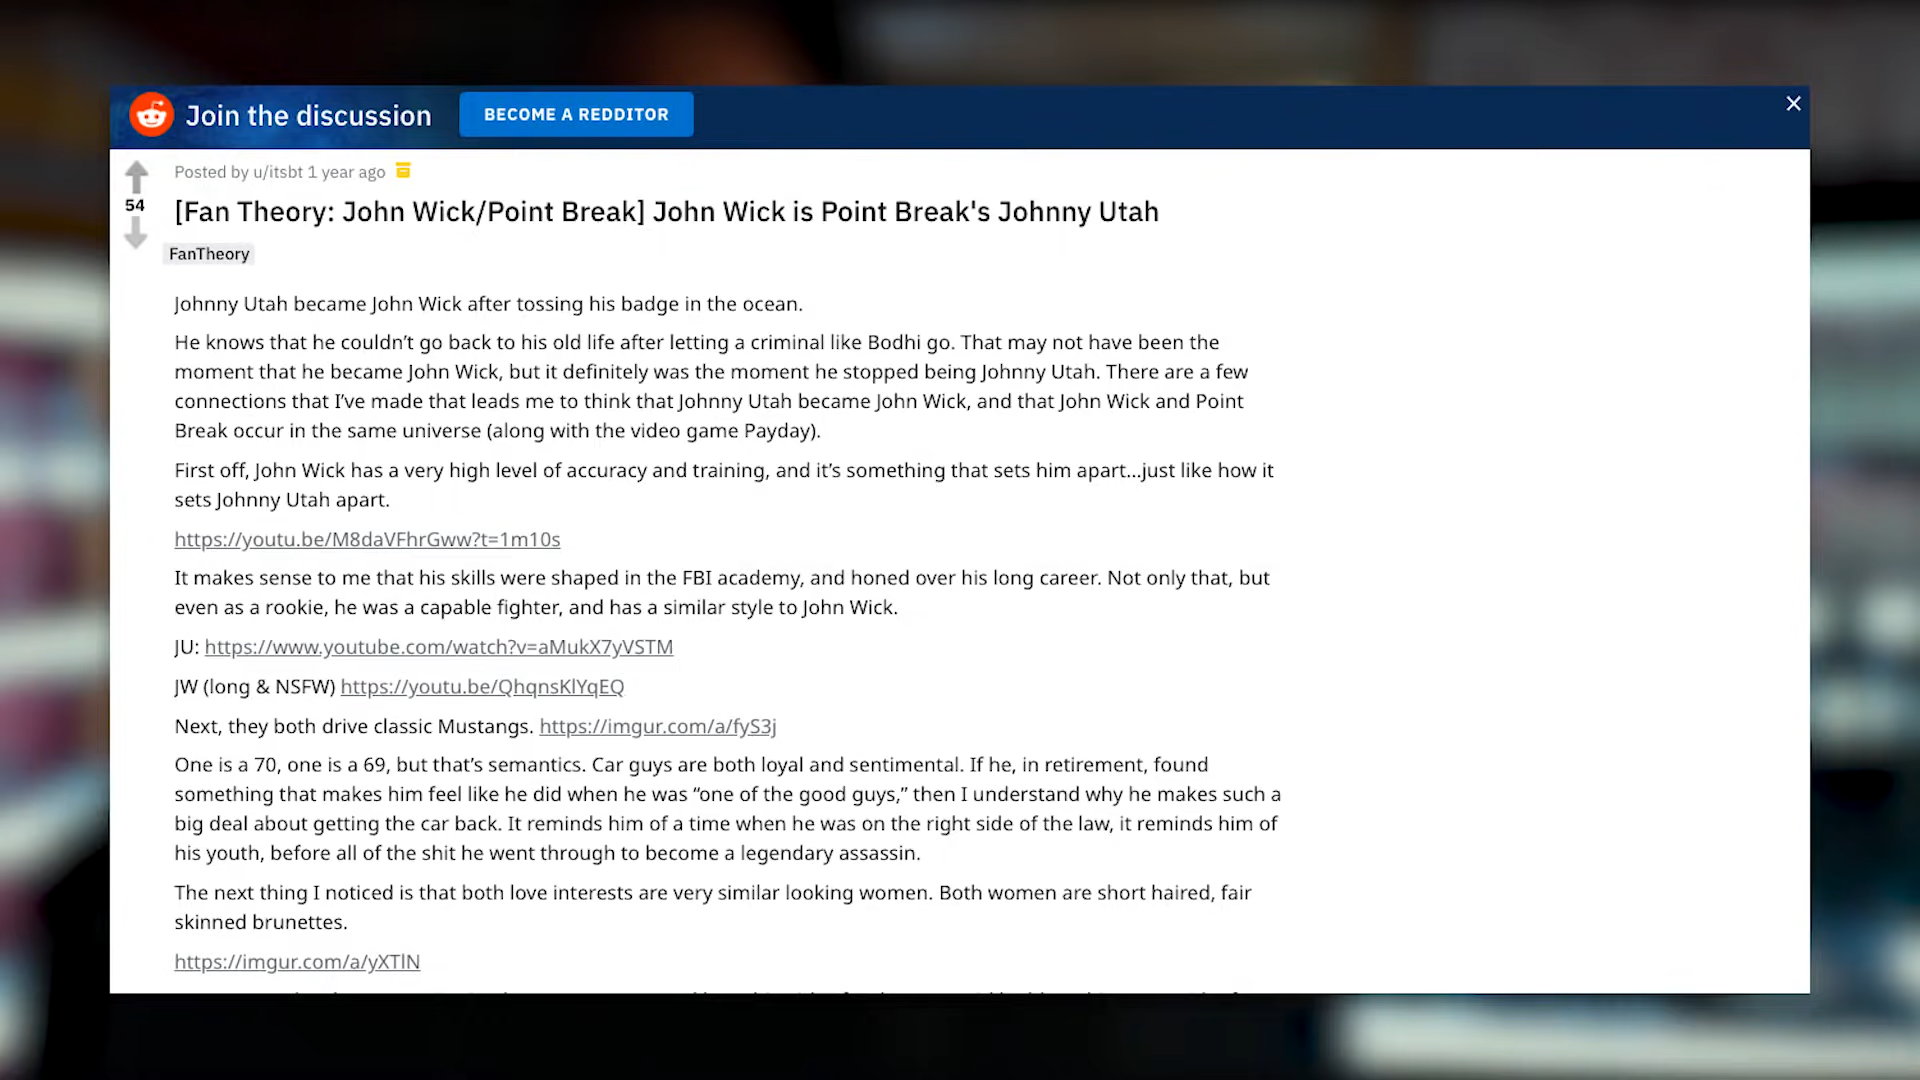 Join the discussion
BECOME A REDDITOR
Posted by u/itsbt 1 year ago
54
[Fan Theory: John Wick/Point Break] John Wick is Point Break's Johnny Utah
FanTheory
Johnny Utah became John Wick after tossing his badge in the ocean.
He knows that he couldn’t go back to his old life after letting a criminal like Bodhi go. That may not have been the
moment that he became John Wick, but it definitely was the moment he stopped being Johnny Utah. There are a few
connections that I’ve made that leads me to think that Johnny Utah became John Wick, and that John Wick and Point
Break occur in the same universe (along with the video game Payday).
First off, John Wick has a very high level of accuracy and training, and it’s something that sets him apart…just like how it
sets Johnny Utah apart.
https://youtu.be/M8daVFhrGww?t=1m10s
It makes sense to me that his skills were shaped in the FBI academy, and honed over his long career. Not only that, but
even as a rookie, he was a capable fighter, and has a similar style to John Wick.
JU: https://www.youtube.com/watch?v=aMukX7yVSTM
JW (long & NSFW) https://youtu.be/QhqnsKlYqEQ
Next, they both drive classic Mustangs. https://imgur.com/a/fyS3j
One is a 70, one is a 69, but that’s semantics. Car guys are both loyal and sentimental. If he, in retirement, found
something that makes him feel like he did when he was “one of the good guys,” then I understand why he makes such a
big deal about getting the car back. It reminds him of a time when he was on the right side of the law, it reminds him of
his youth, before all of the shit he went through to become a legendary assassin.
The next thing I noticed is that both love interests are very similar looking women. Both women are short haired, fair
skinned brunettes.
https://imgur.com/a/yXTlN